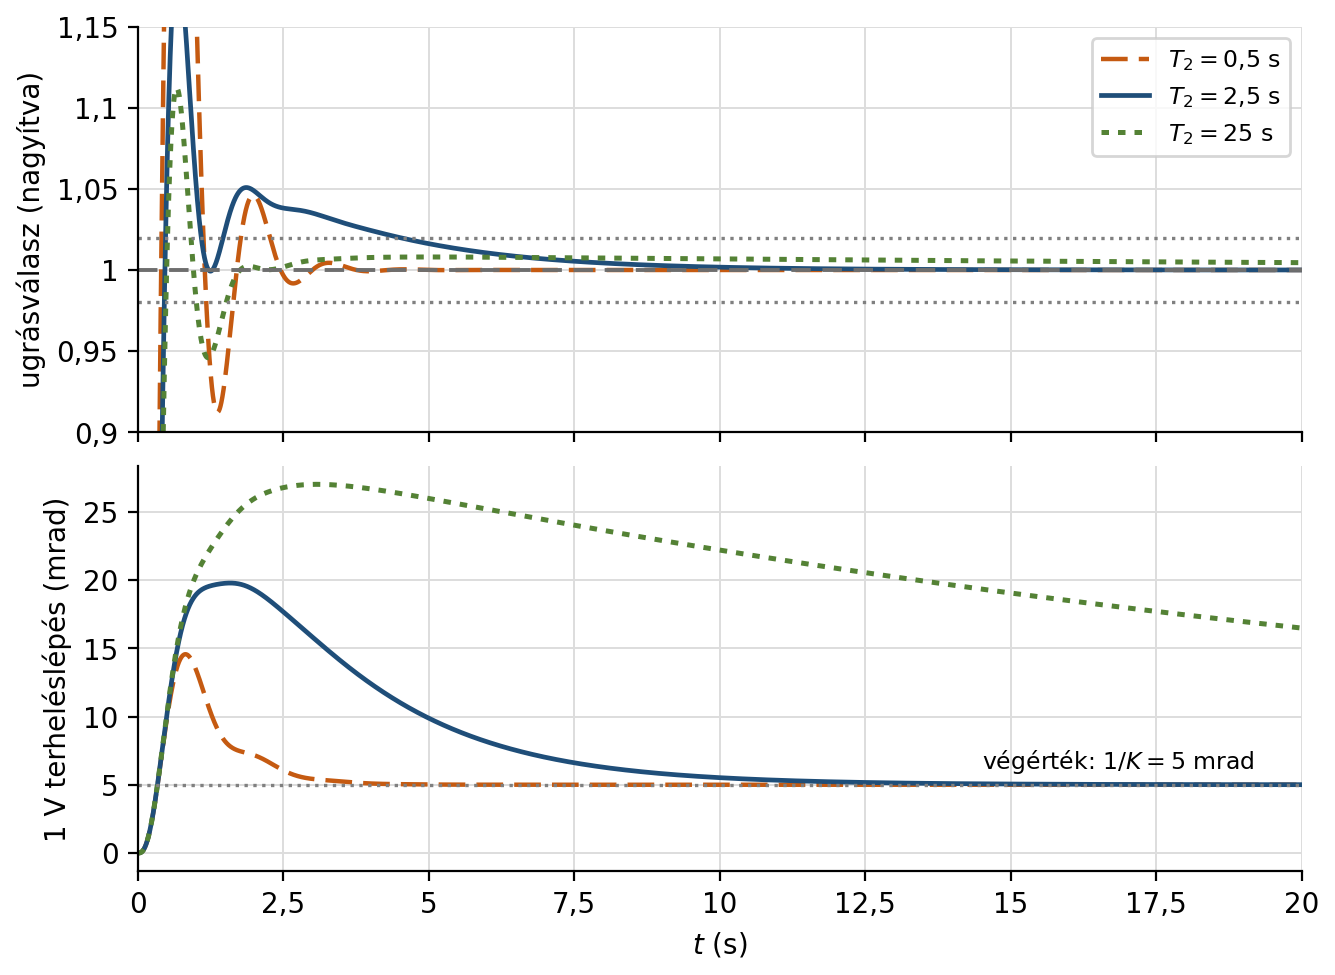 ugrásválasz (nagyítva)
1,15
1,1
1,05
1
0,95
0,9
T₂ = 0,5 s
T₂ = 2,5 s
T₂ = 25 s
1 V terheléslépés (mrad)
25
20
15
10
5
0
végérték: 1/K = 5 mrad
0 2,5 5 7,5 10 12,5 15 17,5 20
t (s)